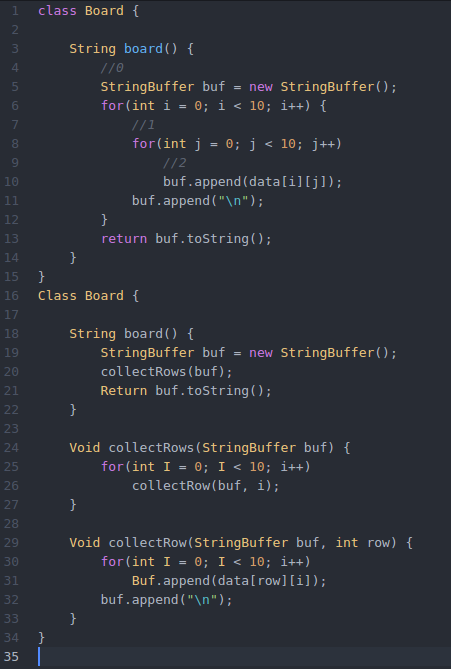 1 class Board {
2
3     String board() {
4         //0
5         StringBuffer buf = new StringBuffer();
6         for(int i = 0; i < 10; i++) {
7             //1
8             for(int j = 0; j < 10; j++)
9                 //2
10                 buf.append(data[i][j]);
11             buf.append("\n");
12         }
13         return buf.toString();
14     }
15 }
16 Class Board {
17
18     String board() {
19         StringBuffer buf = new StringBuffer();
20         collectRows(buf);
21         Return buf.toString();
22     }
23
24     Void collectRows(StringBuffer buf) {
25         for(int I = 0; I < 10; i++)
26             collectRow(buf, i);
27     }
28
29     Void collectRow(StringBuffer buf, int row) {
30         for(int I = 0; I < 10; i++)
31             Buf.append(data[row][i]);
32         buf.append("\n");
33     }
34 }
35